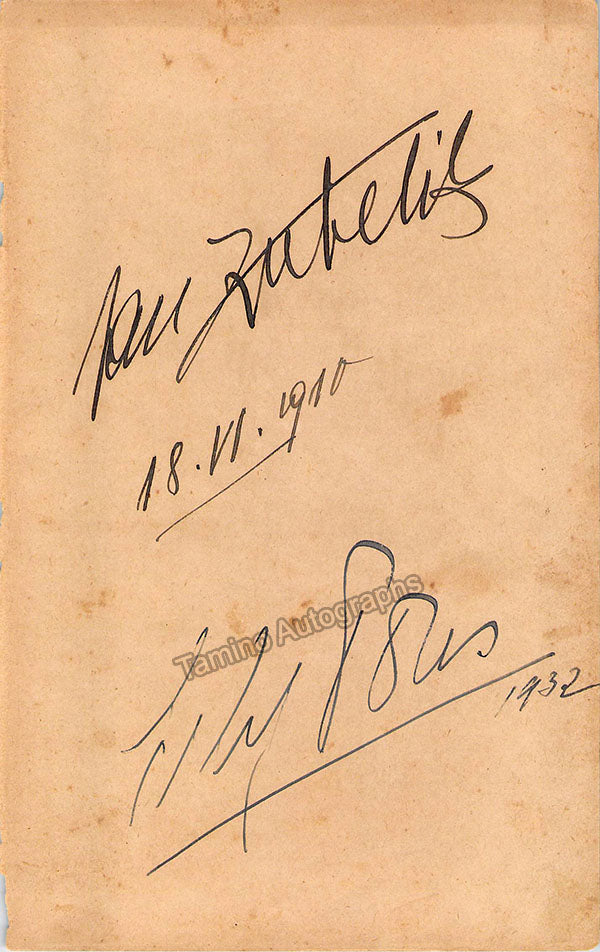 Jan Kubelik
18.VI.1910
Tamino Autographs
Lily Pons
1932